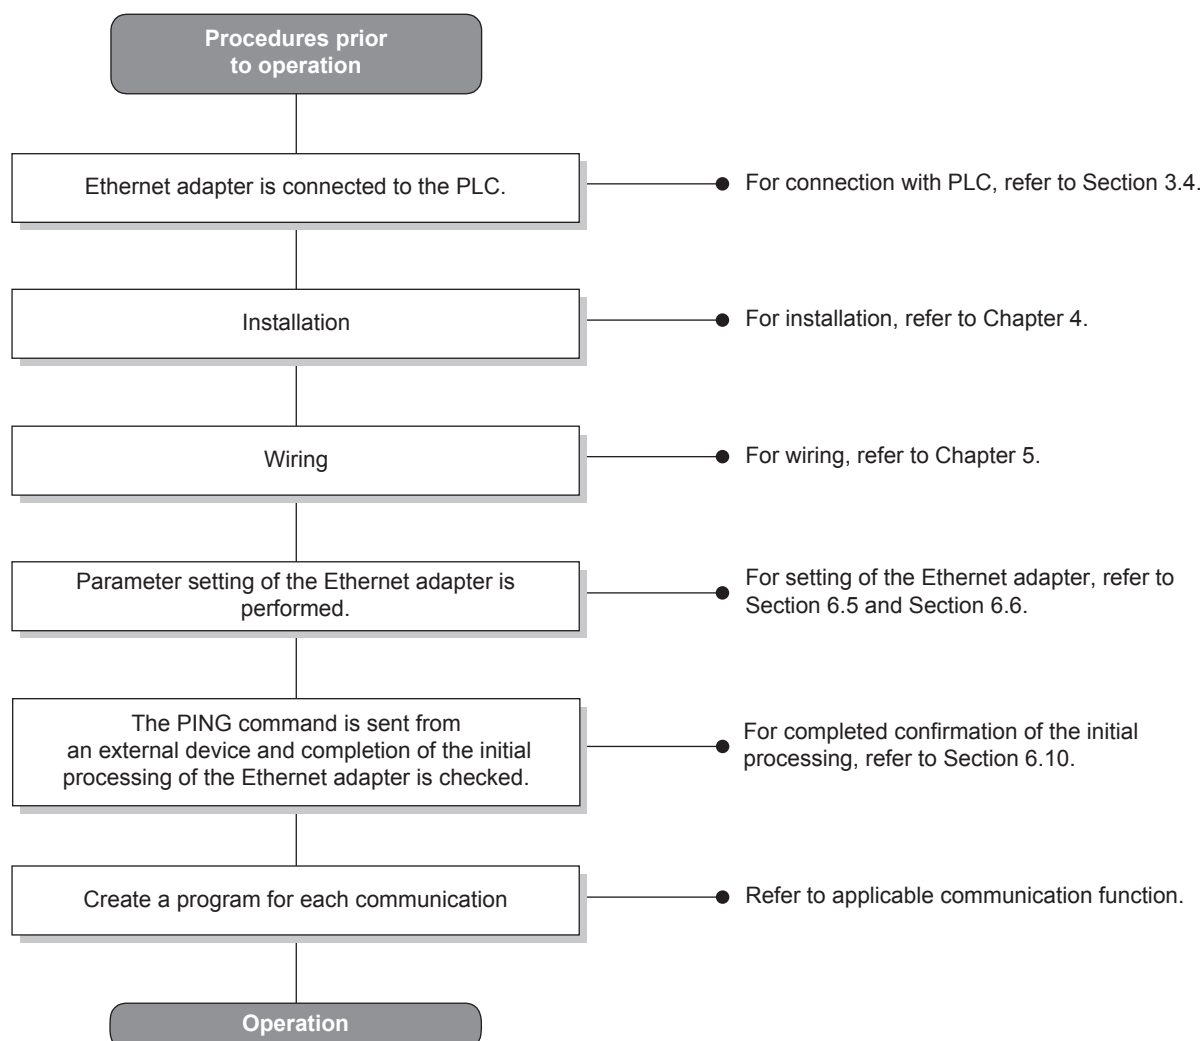 Procedures prior
to operation
Ethernet adapter is connected to the PLC.
For connection with PLC, refer to Section 3.4.
Installation
For installation, refer to Chapter 4.
Wiring
For wiring, refer to Chapter 5.
Parameter setting of the Ethernet adapter is
performed.
For setting of the Ethernet adapter, refer to
Section 6.5 and Section 6.6.
The PING command is sent from
an external device and completion of the initial
processing of the Ethernet adapter is checked.
For completed confirmation of the initial
processing, refer to Section 6.10.
Create a program for each communication
Refer to applicable communication function.
Operation